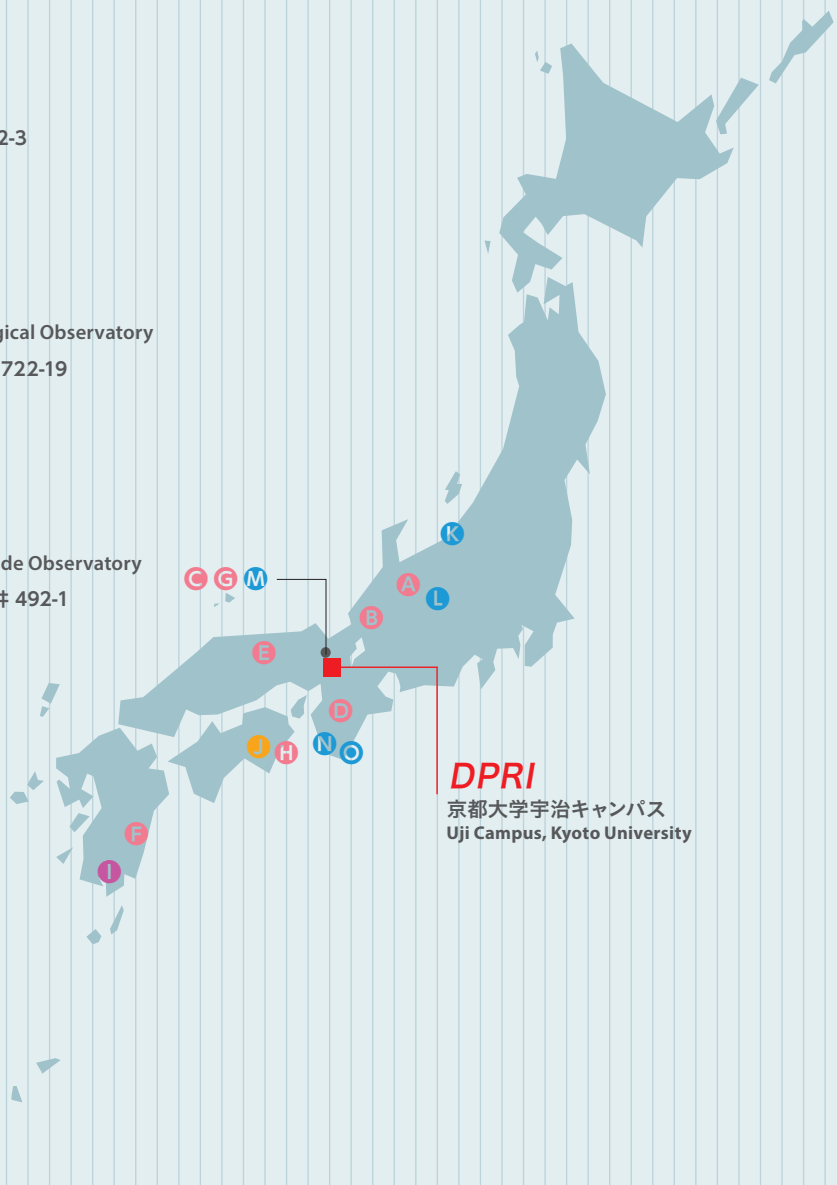 2-3
gical Observatory
722-19
K
de Observatory
C G M
A
L
492-1
B
E
D
N
O
J
H
DPRI
京都大学宇治キャンパス
Uji Campus, Kyoto University
F
I